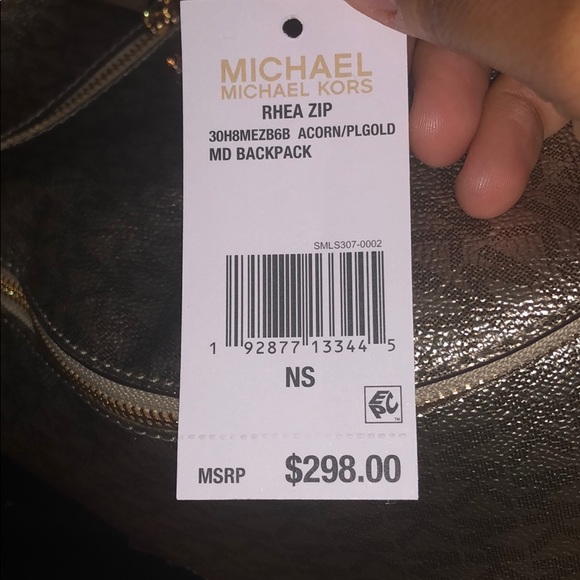 MICHAEL
MICHAEL KORS
RHEA ZIP
30H8MEZB6B ACORN/PLGOLD
MD BACKPACK
SMLS307-0002
1 92877 13344 5
NS
EPC™
MSRP $298.00